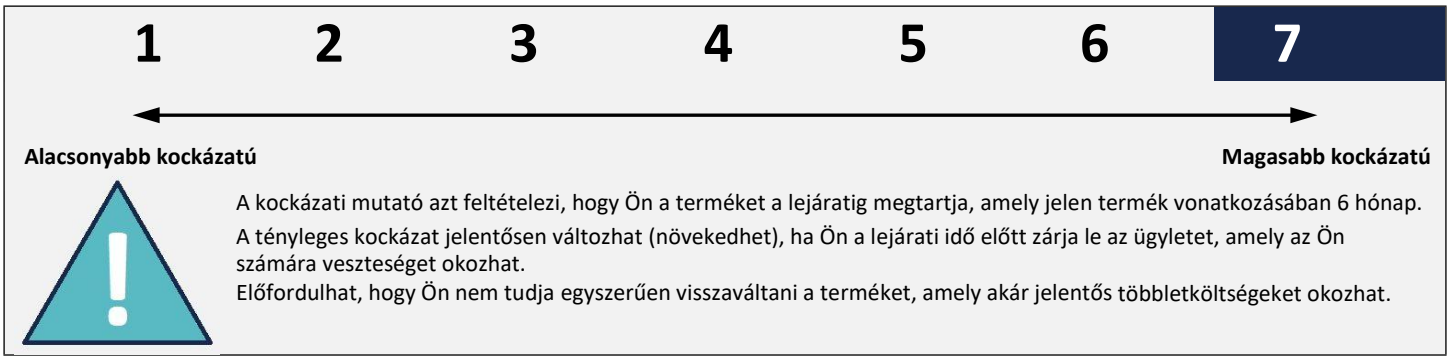 1 2 3 4 5 6 7
Alacsonyabb kockázatú Magasabb kockázatú
A kockázati mutató azt feltételezi, hogy Ön a terméket a lejáratig megtartja, amely jelen termék vonatkozásában 6 hónap.
A tényleges kockázat jelentősen változhat (növekedhet), ha Ön a lejárati idő előtt zárja le az ügyletet, amely az Ön
számára veszteséget okozhat.
Előfordulhat, hogy Ön nem tudja egyszerűen visszaváltani a terméket, amely akár jelentős többletköltségeket okozhat.